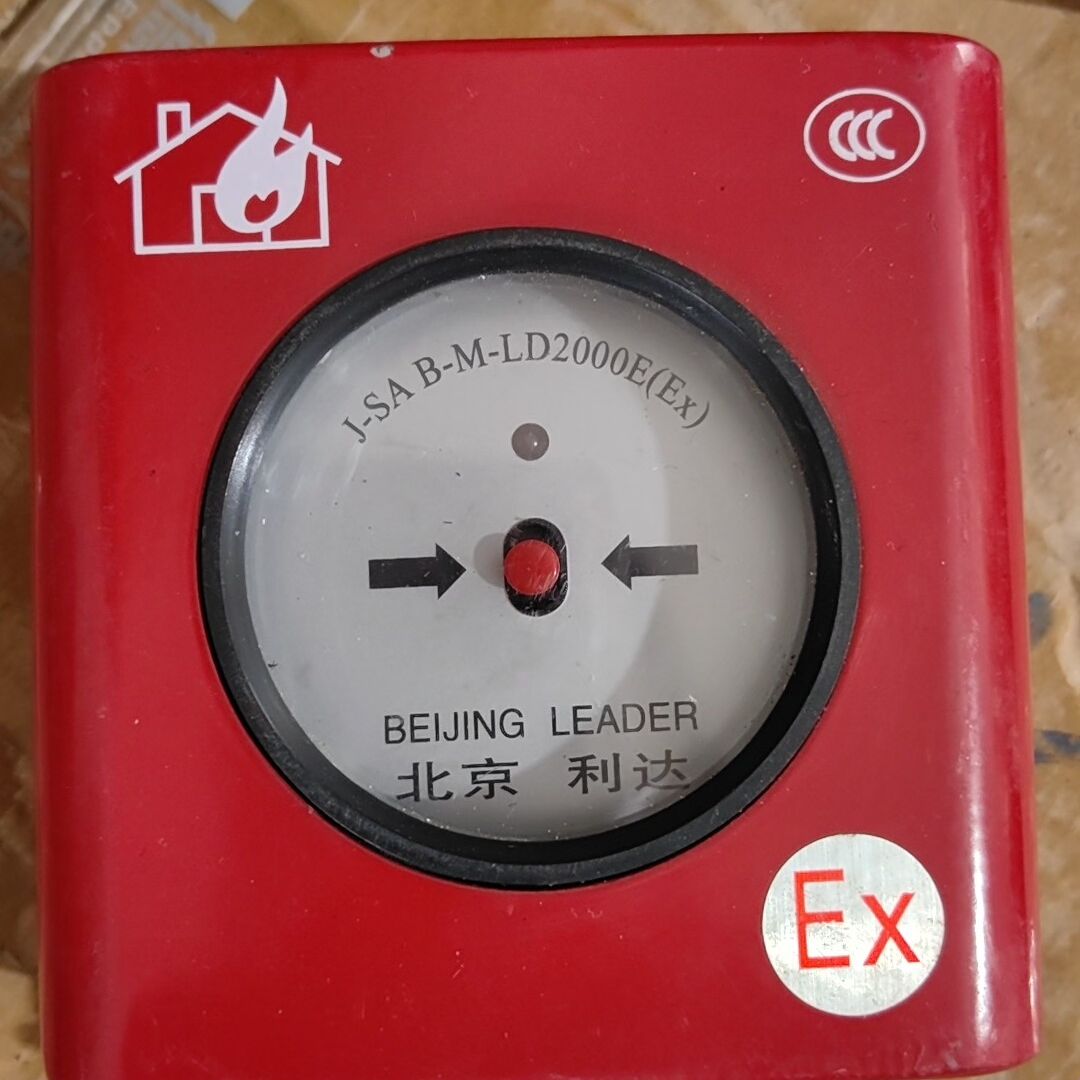 CCC
J-SA B-M-LD2000E(Ex)
BEIJING LEADER
北京 利达
Ex